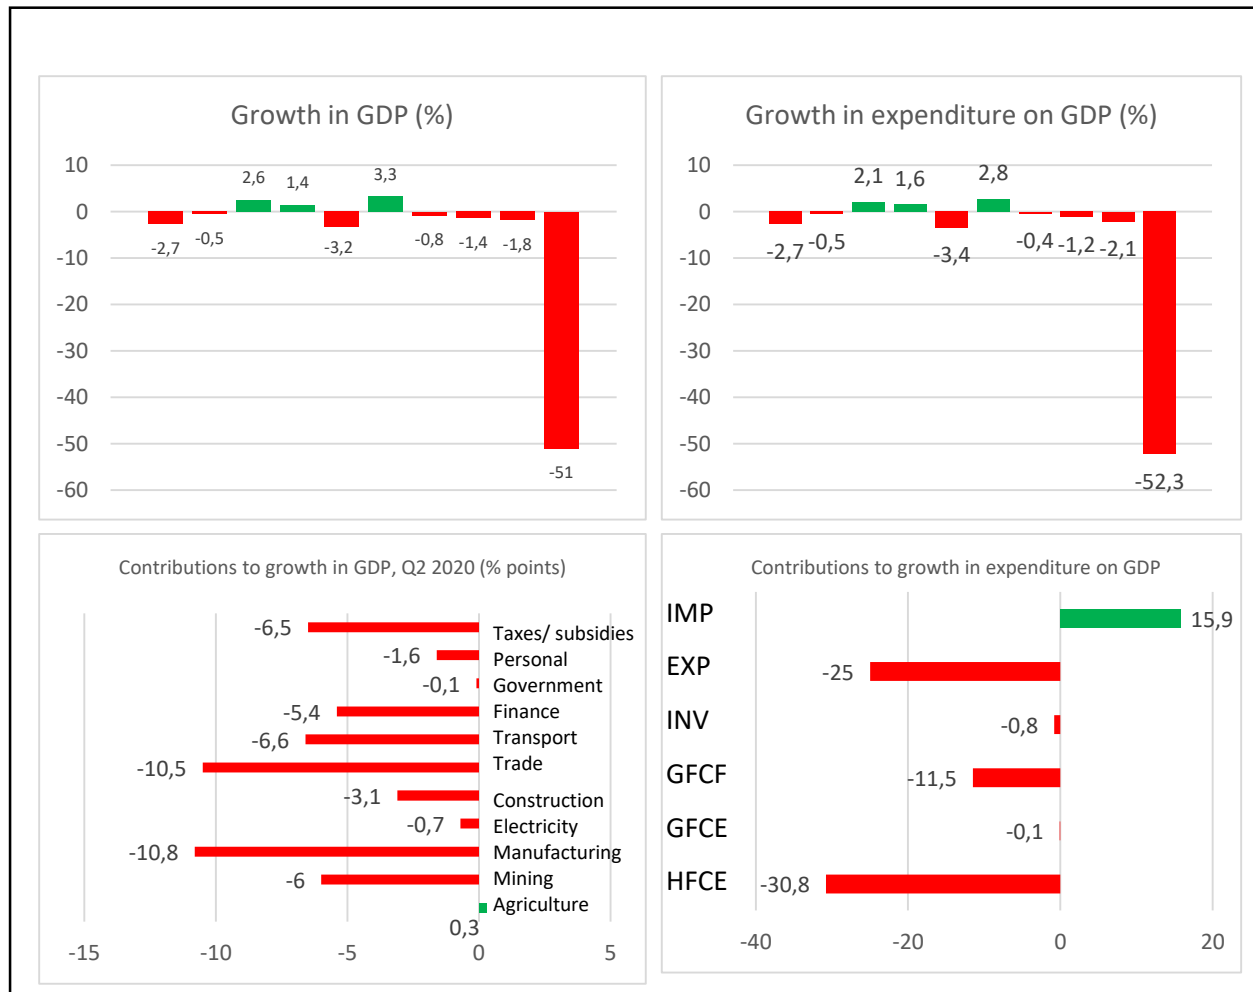 Growth in GDP (%)
10
0
-10
-20
-30
-40
-50
-60
-2,7
-0,5
2,6
1,4
-3,2
3,3
-0,8
-1,4
-1,8
-51
Growth in expenditure on GDP (%)
10
0
-10
-20
-30
-40
-50
-60
-2,7
-0,5
2,1
1,6
-3,4
2,8
-0,4
-1,2
-2,1
-52,3
Contributions to growth in GDP, Q2 2020 (% points)
-6,5 Taxes/ subsidies
-1,6 Personal
-0,1 Government
-5,4 Finance
-6,6 Transport
-10,5 Trade
-3,1 Construction
-0,7 Electricity
-10,8 Manufacturing
-6 Mining
Agriculture
0,3
-15 -10 -5 0 5
Contributions to growth in expenditure on GDP
-40 -20 0 20
IMP 15,9
EXP -25
INV -0,8
GFCF -11,5
GFCE -0,1
HFCE -30,8
-40 -20 0 20